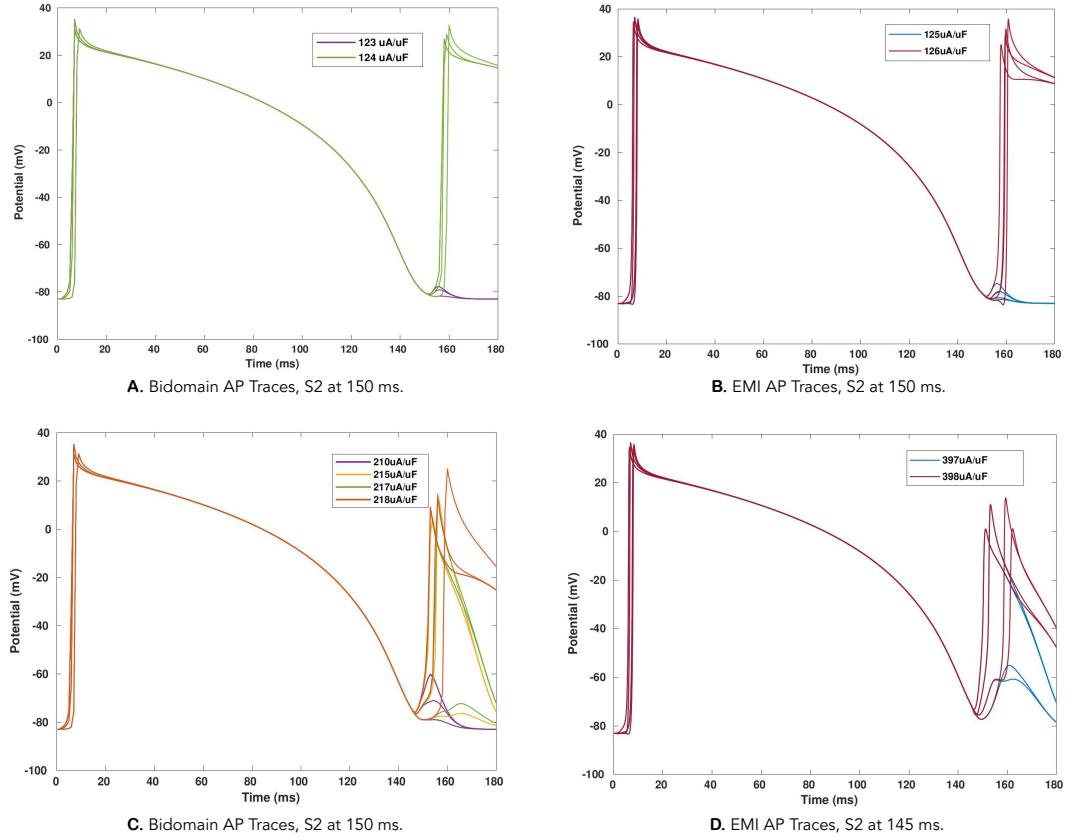 40
20
0
-20
-40
-60
-80
-100
Potential (mV)
123 uA/uF
124 uA/uF
0 20 40 60 80 100 120 140 160 180
Time (ms)
A. Bidomain AP Traces, S2 at 150 ms.
40
20
0
-20
-40
-60
-80
-100
Potential (mV)
125uA/uF
126uA/uF
0 20 40 60 80 100 120 140 160 180
Time (ms)
B. EMI AP Traces, S2 at 150 ms.
40
20
0
-20
-40
-60
-80
-100
Potential (mV)
210uA/uF
215uA/uF
217uA/uF
218uA/uF
0 20 40 60 80 100 120 140 160 180
Time (ms)
C. Bidomain AP Traces, S2 at 150 ms.
40
20
0
-20
-40
-60
-80
-100
Potential (mV)
397uA/uF
398uA/uF
0 20 40 60 80 100 120 140 160 180
Time (ms)
D. EMI AP Traces, S2 at 145 ms.